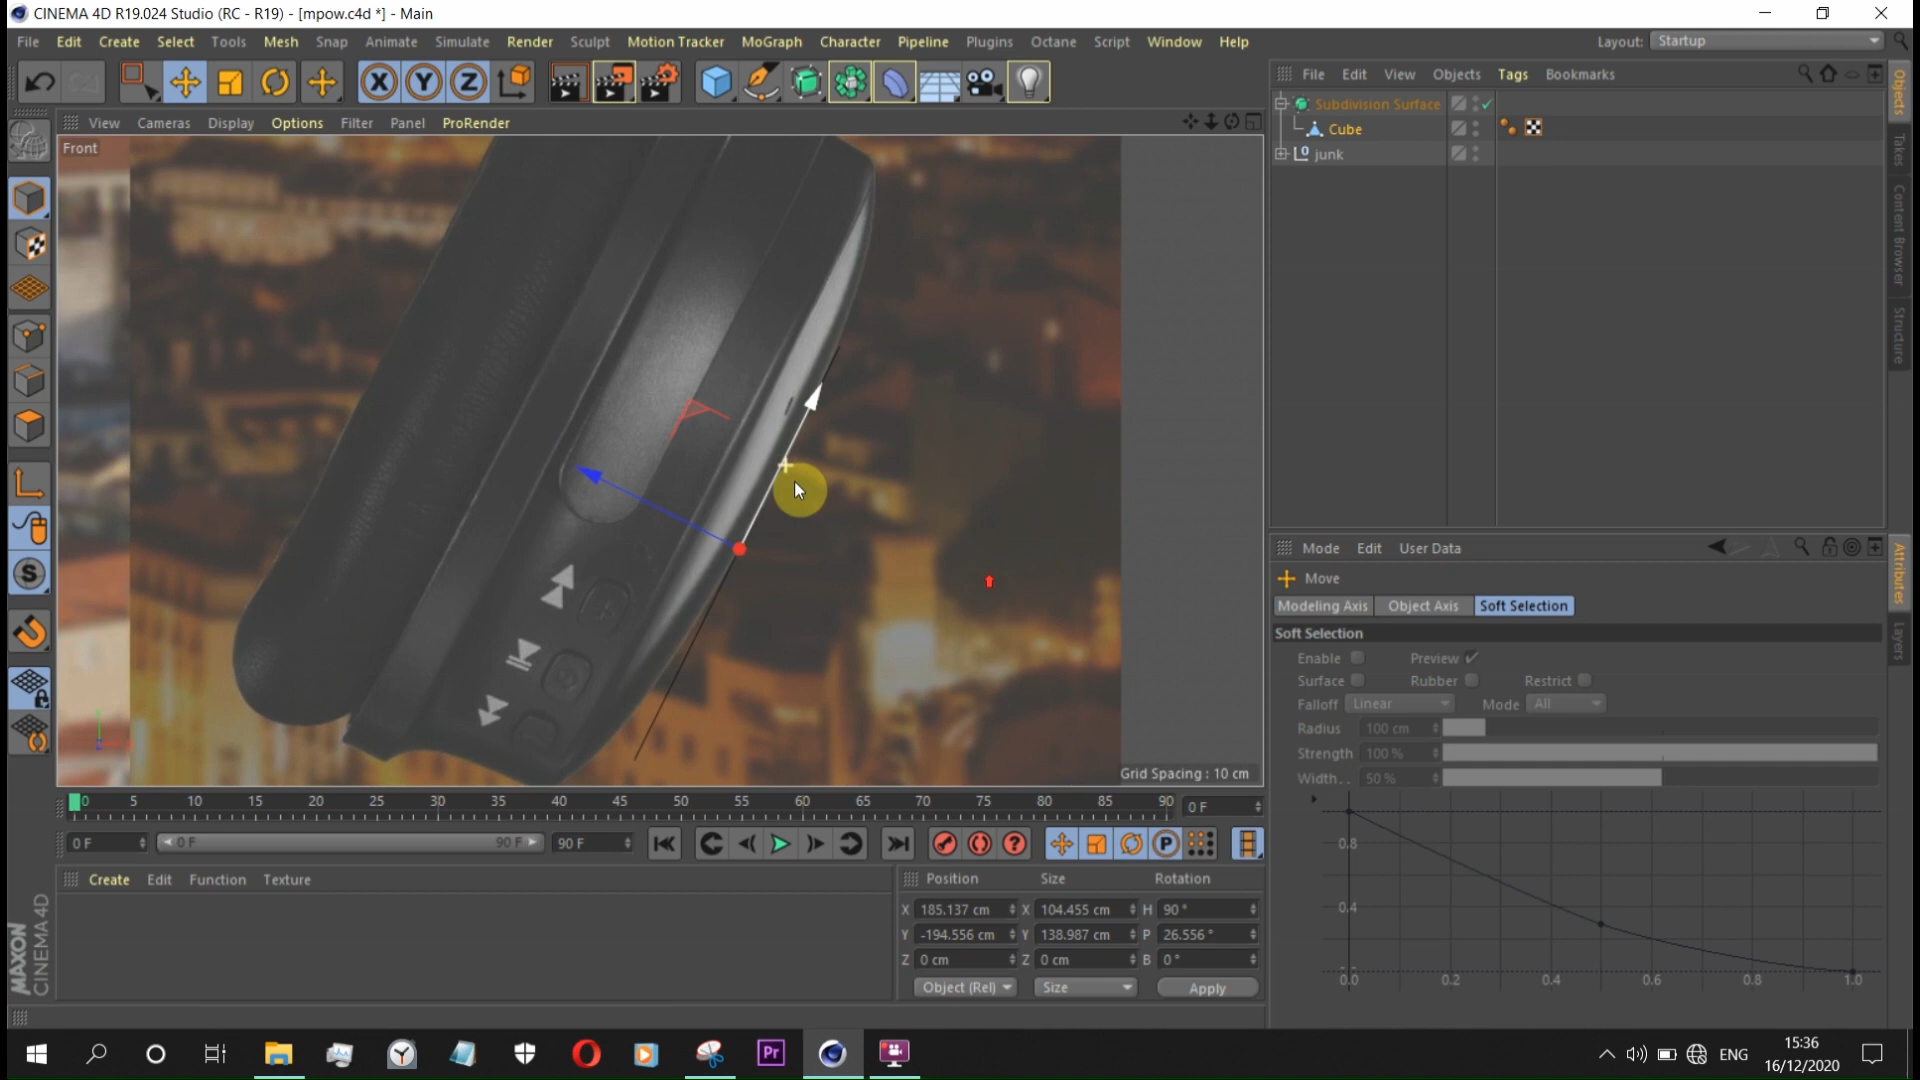 CINEMA 4D R19.024 Studio (RC - R19) - [mpow.c4d *] - Main
File Edit Create Select Tools Mesh Snap Animate Simulate Render Sculpt Motion Tracker MoGraph Character Pipeline Plugins Octane Script Window Help
Layout: Startup
X Y Z
File Edit View Objects Tags Bookmarks
Subdivision Surface
Cube
junk
Objects
Takes
Content Browser
Structure
View Cameras Display Options Filter Panel ProRender
Front
Grid Spacing : 10 cm
S
Mode Edit User Data
Move
Modeling Axis Object Axis Soft Selection
Soft Selection
Enable Preview
Surface Rubber Restrict
Falloff Linear Mode All
Radius 100 cm
Strength 100 %
Width . . 50 %
0.8
0.4
0.0 0.2 0.4 0.6 0.8 1.0
Attributes
Layers
0 5 10 15 20 25 30 35 40 45 50 55 60 65 70 75 80 85 90 0 F
0 F 0 F 90 F 90 F
P
Create Edit Function Texture
Position Size Rotation
X 185.137 cm X 104.455 cm H 90 °
Y -194.556 cm Y 138.987 cm P 26.556 °
Z 0 cm Z 0 cm B 0 °
Object (Rel) Size Apply
MAXON
CINEMA 4D
Pr
ENG
15:36
16/12/2020